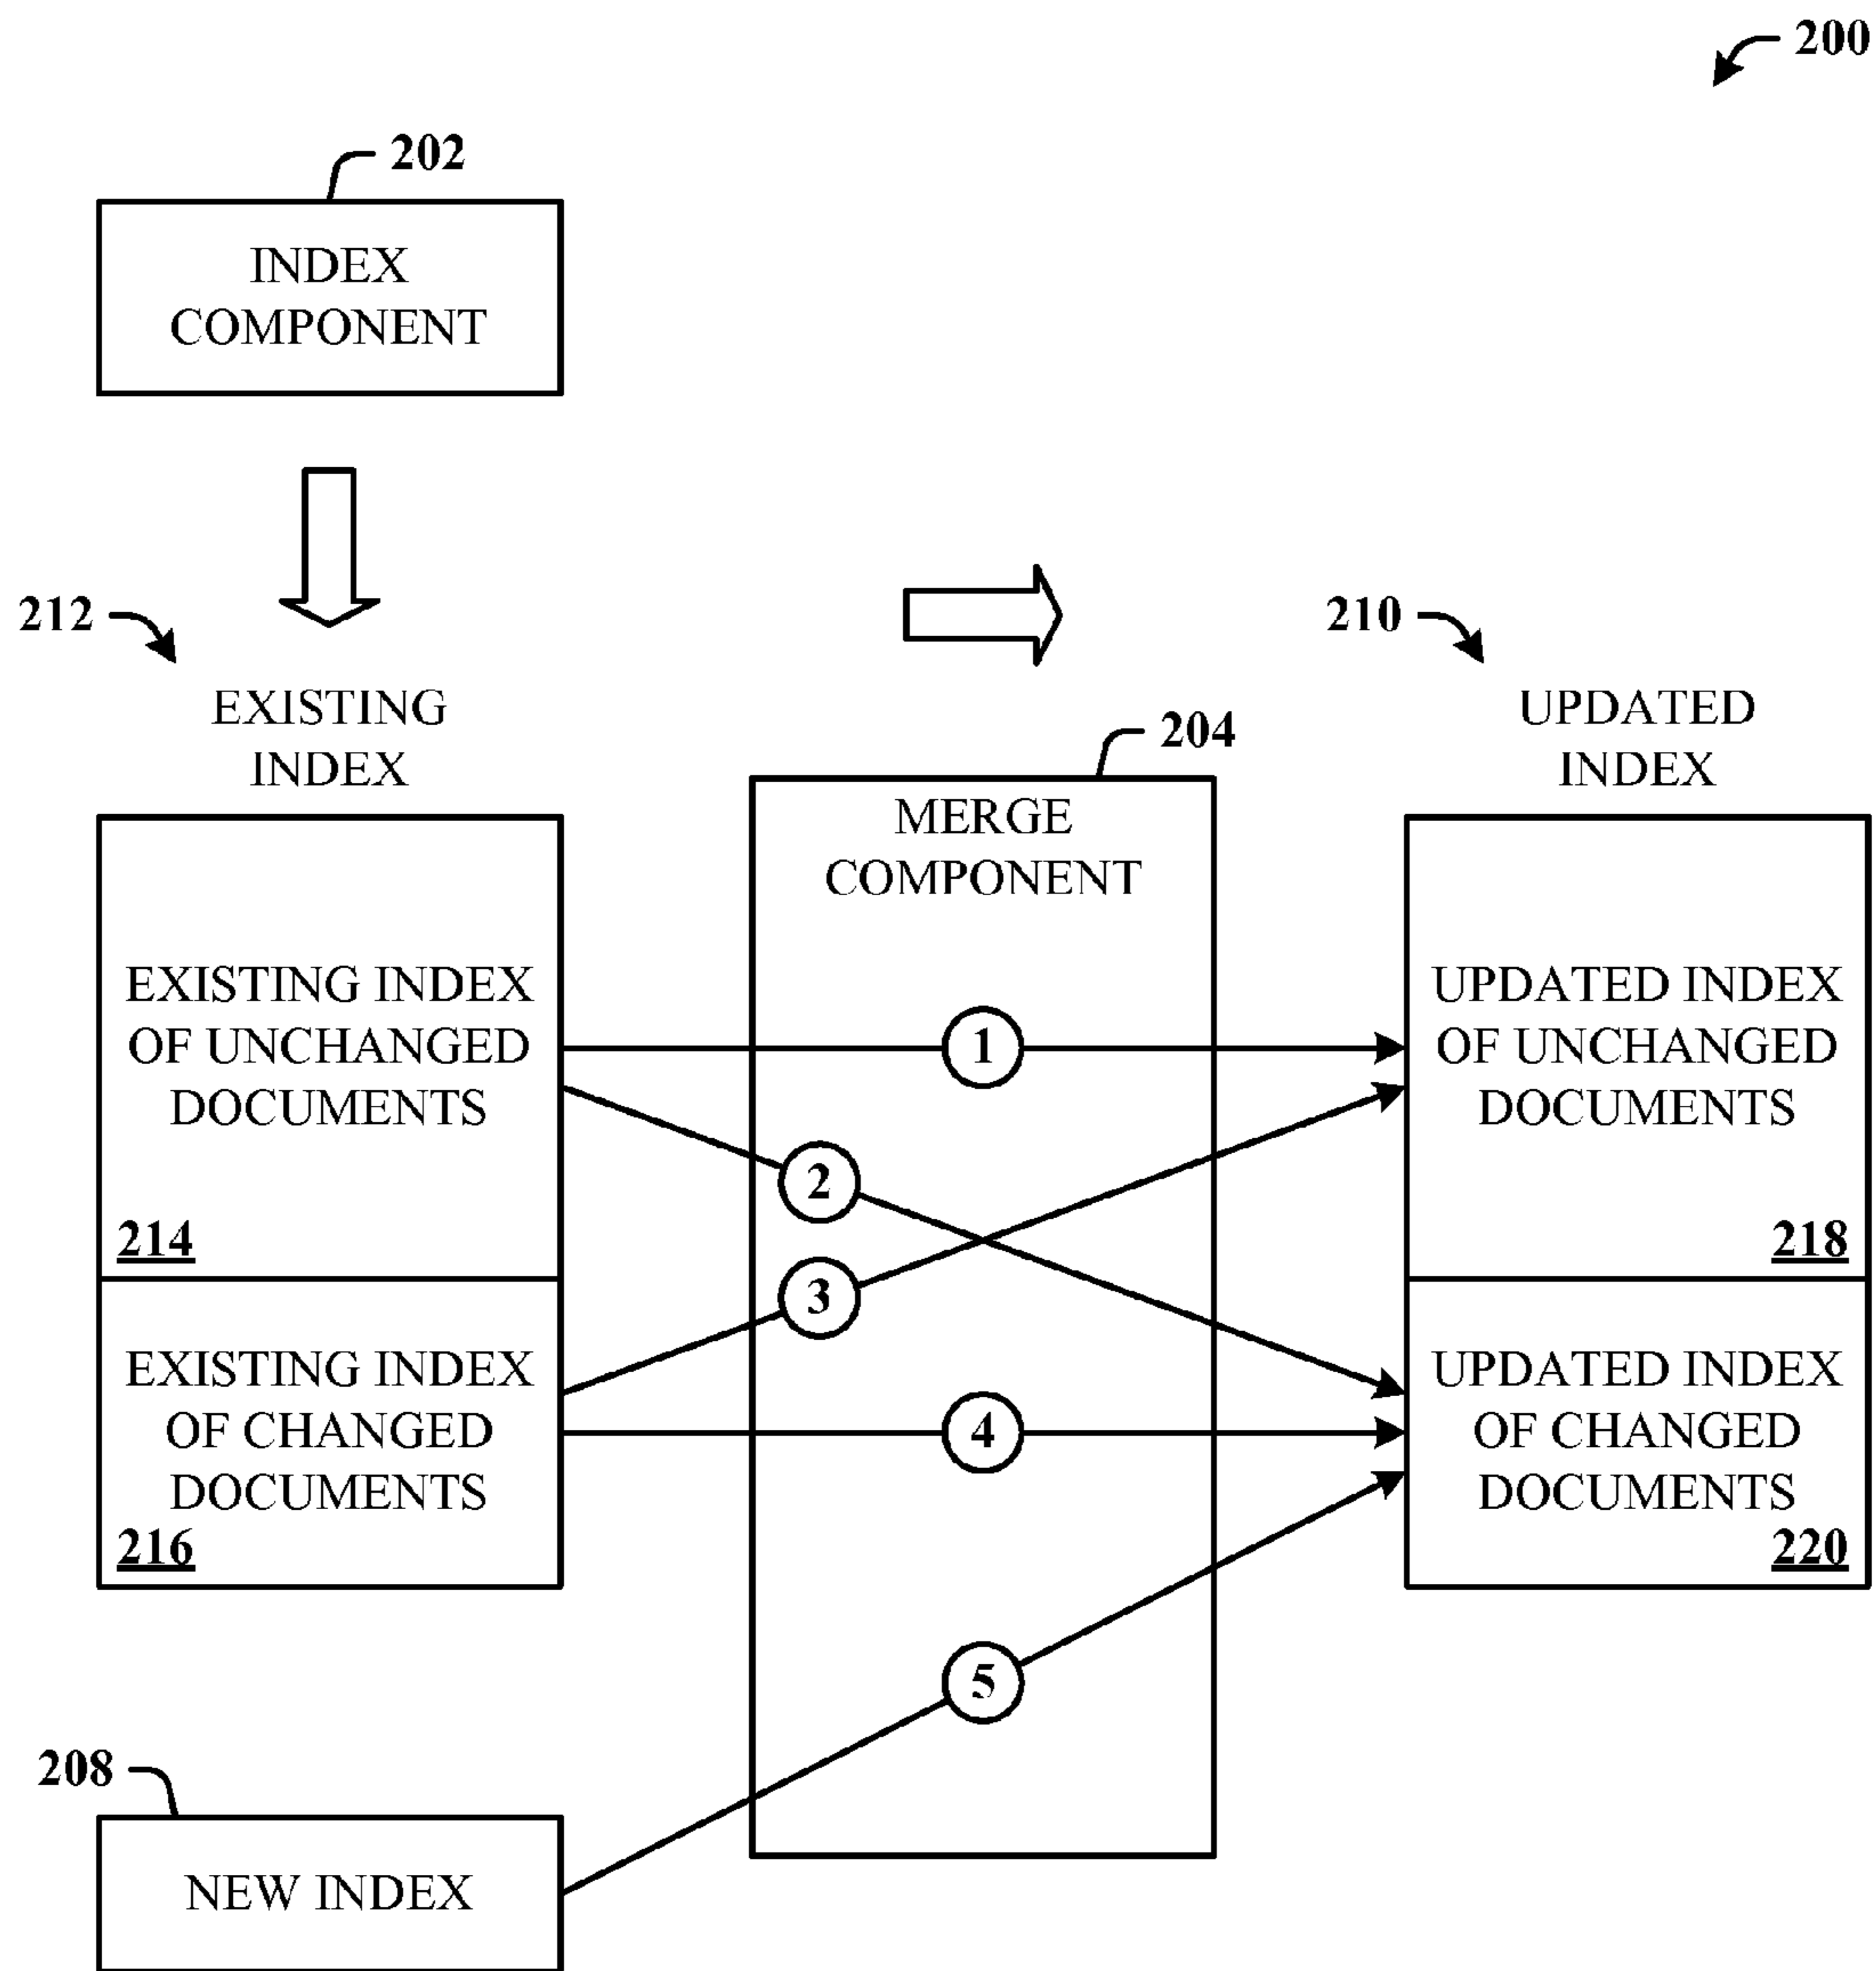 200
202
INDEX
COMPONENT
212
210
EXISTING
INDEX
UPDATED
INDEX
204
MERGE
COMPONENT
EXISTING INDEX
OF UNCHANGED
DOCUMENTS
214
1
2
3
4
5
UPDATED INDEX
OF UNCHANGED
DOCUMENTS
218
EXISTING INDEX
OF CHANGED
DOCUMENTS
216
UPDATED INDEX
OF CHANGED
DOCUMENTS
220
208
NEW INDEX